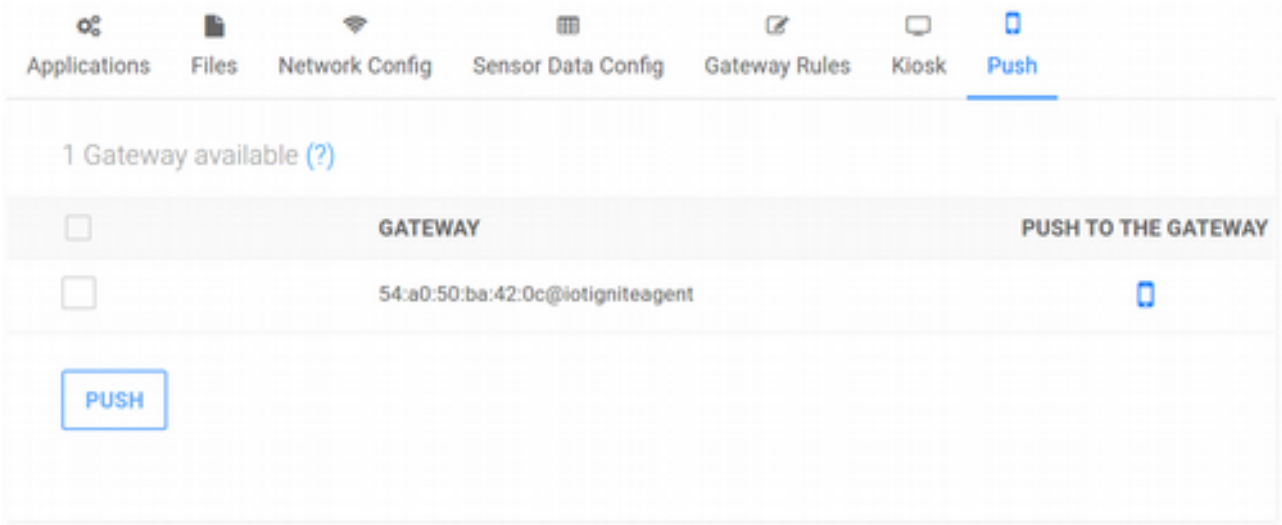 Applications Files Network Config Sensor Data Config Gateway Rules Kiosk Push
1 Gateway available (?)
GATEWAY PUSH TO THE GATEWAY
54:a0:50:ba:42:0c@iotigniteagent
PUSH